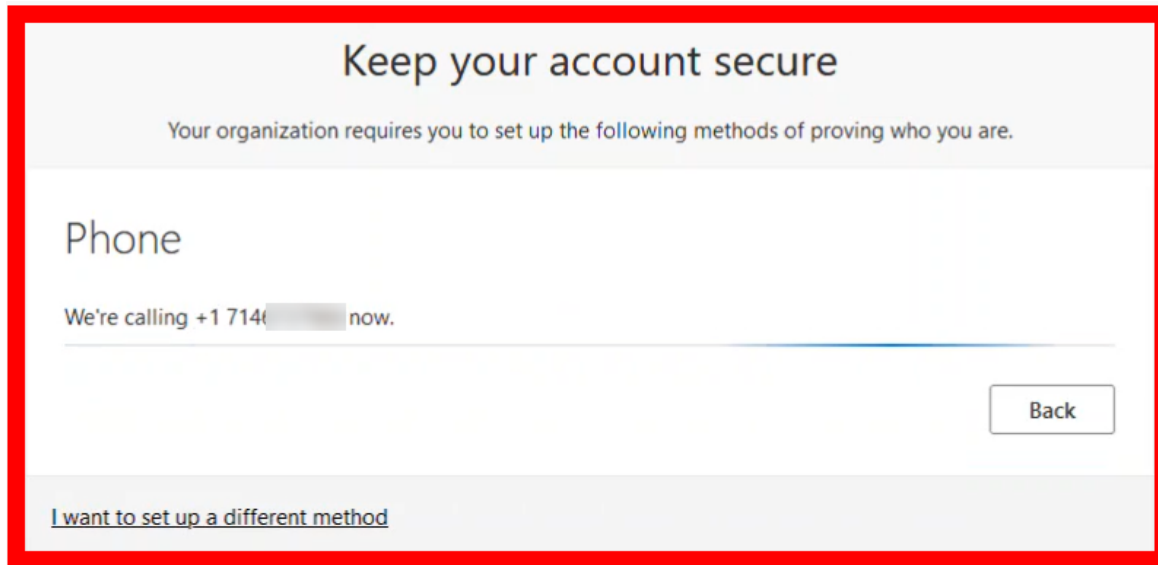 Keep your account secure
Your organization requires you to set up the following methods of proving who you are.
Phone
We're calling +1 714 now.
Back
I want to set up a different method